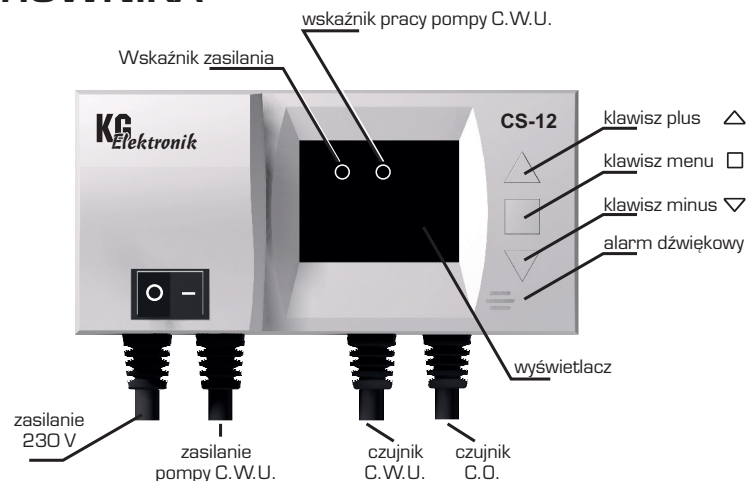 wskaźnik pracy pompy C.W.U.
Wskaźnik zasilania
KG
Elektronik
CS-12
klawisz plus
klawisz menu
klawisz minus
alarm dźwiękowy
wyświetlacz
zasilanie
230 V
zasilanie
pompy C.W.U.
czujnik
C.W.U.
czujnik
C.O.